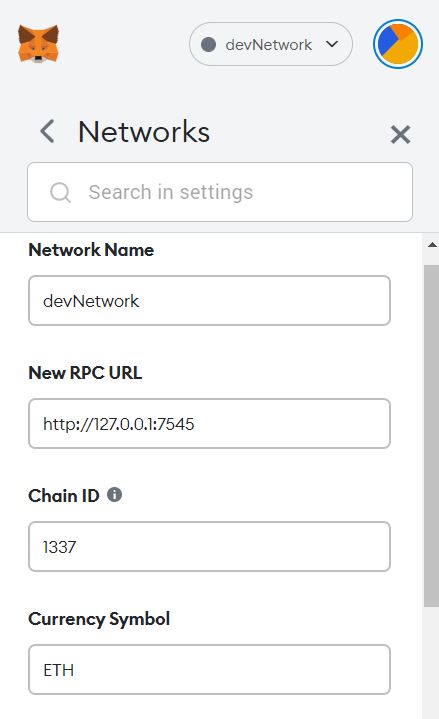 devNetwork
Networks
Search in settings
Network Name
devNetwork
New RPC URL
http://127.0.0.1:7545
Chain ID
1337
Currency Symbol
ETH